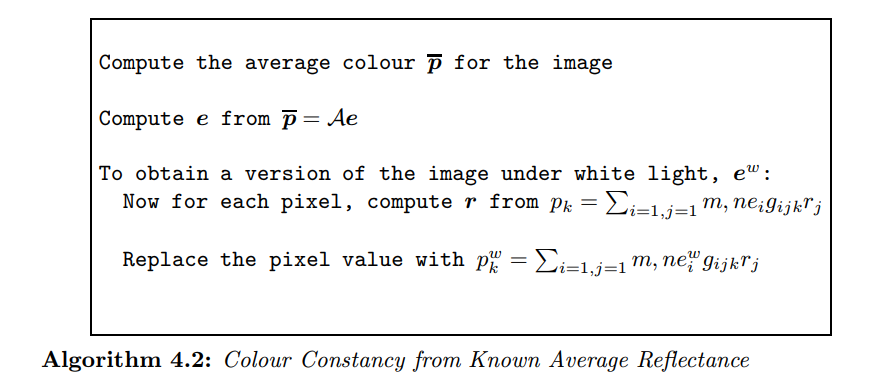 Compute the average colour $\overline{\boldsymbol{p}}$ for the image
Compute $\boldsymbol{e}$ from $\overline{\boldsymbol{p}} = \mathcal{A}\boldsymbol{e}$
To obtain a version of the image under white light, $\boldsymbol{e}^w$:
Now for each pixel, compute $\boldsymbol{r}$ from $p_k = \sum_{i=1,j=1} m, n e_i g_{ijk} r_j$
Replace the pixel value with $p_k^w = \sum_{i=1,j=1} m, n e_i^w g_{ijk} r_j$
Algorithm 4.2: Colour Constancy from Known Average Reflectance